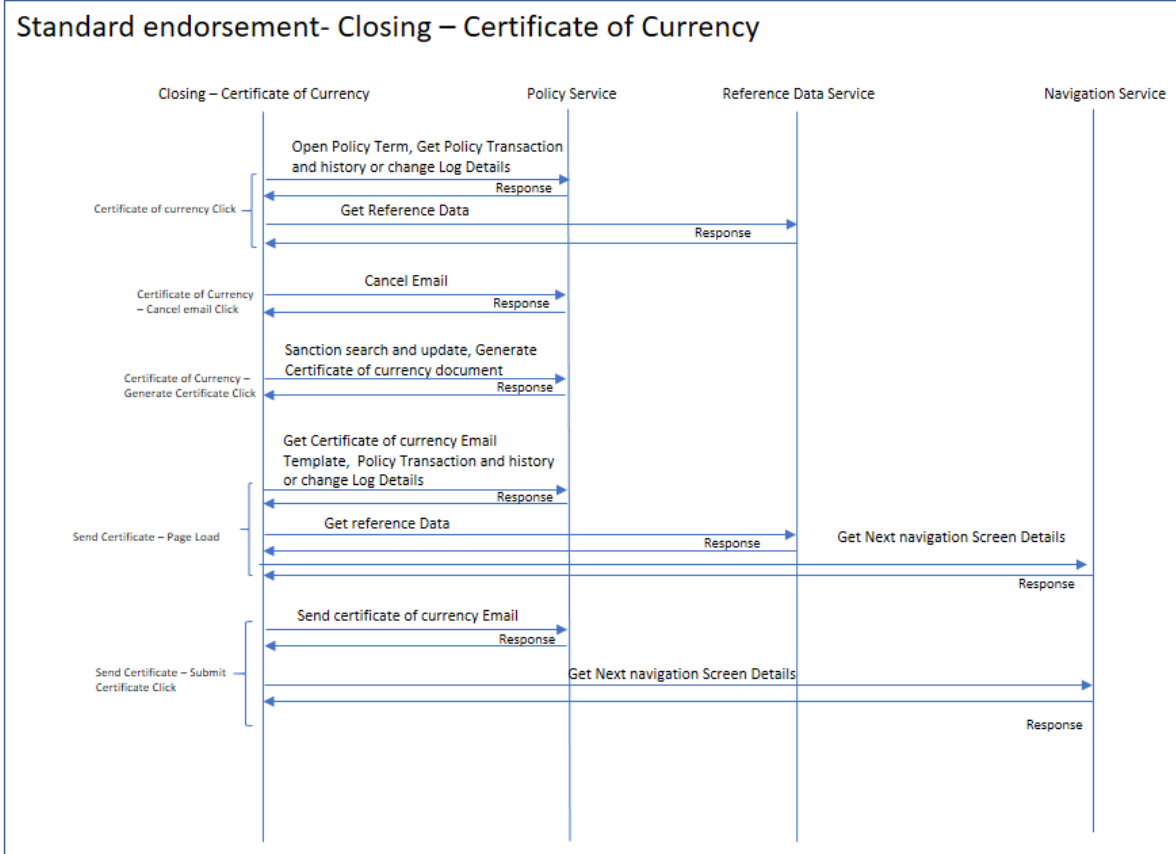 Standard endorsement- Closing – Certificate of Currency
Closing – Certificate of Currency
Policy Service
Reference Data Service
Navigation Service
Open Policy Term, Get Policy Transaction
and history or change Log Details
Response
Certificate of currency Click
Get Reference Data
Response
Cancel Email
Certificate of Currency
– Cancel email Click
Response
Sanction search and update, Generate
Certificate of currency document
Certificate of Currency –
Generate Certificate Click
Response
Get Certificate of currency Email
Template,  Policy Transaction and history
or change Log Details
Response
Get reference Data
Send Certificate – Page Load
Response
Get Next navigation Screen Details
Response
Send certificate of currency Email
Response
Send Certificate – Submit
Certificate Click
Get Next navigation Screen Details
Response